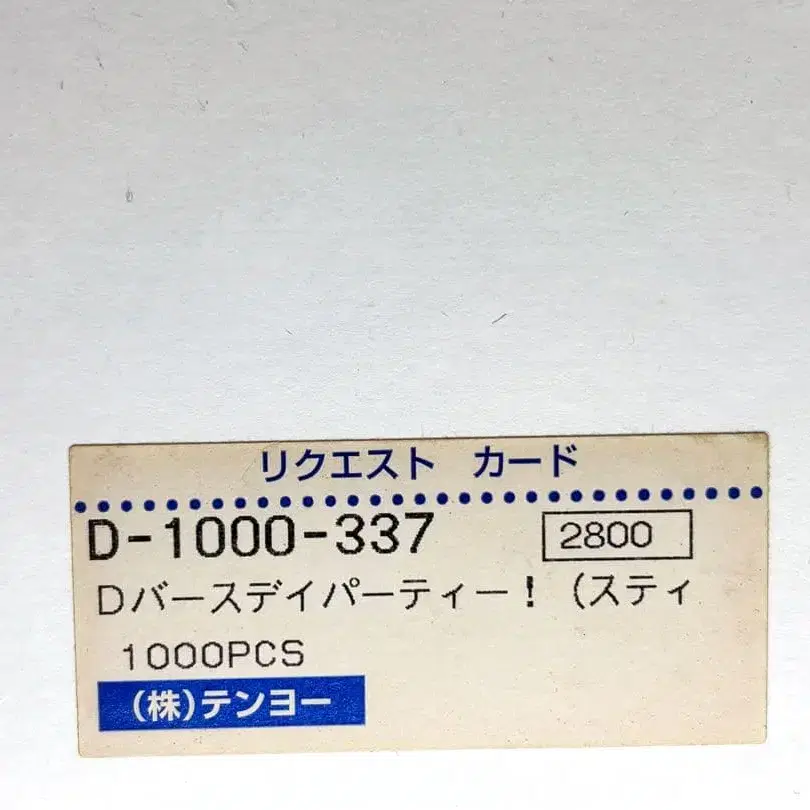 リクエスト カード
D-1000-337 2800
Dバースデイパーティー!(スティ
1000PCS
(株)テンヨー